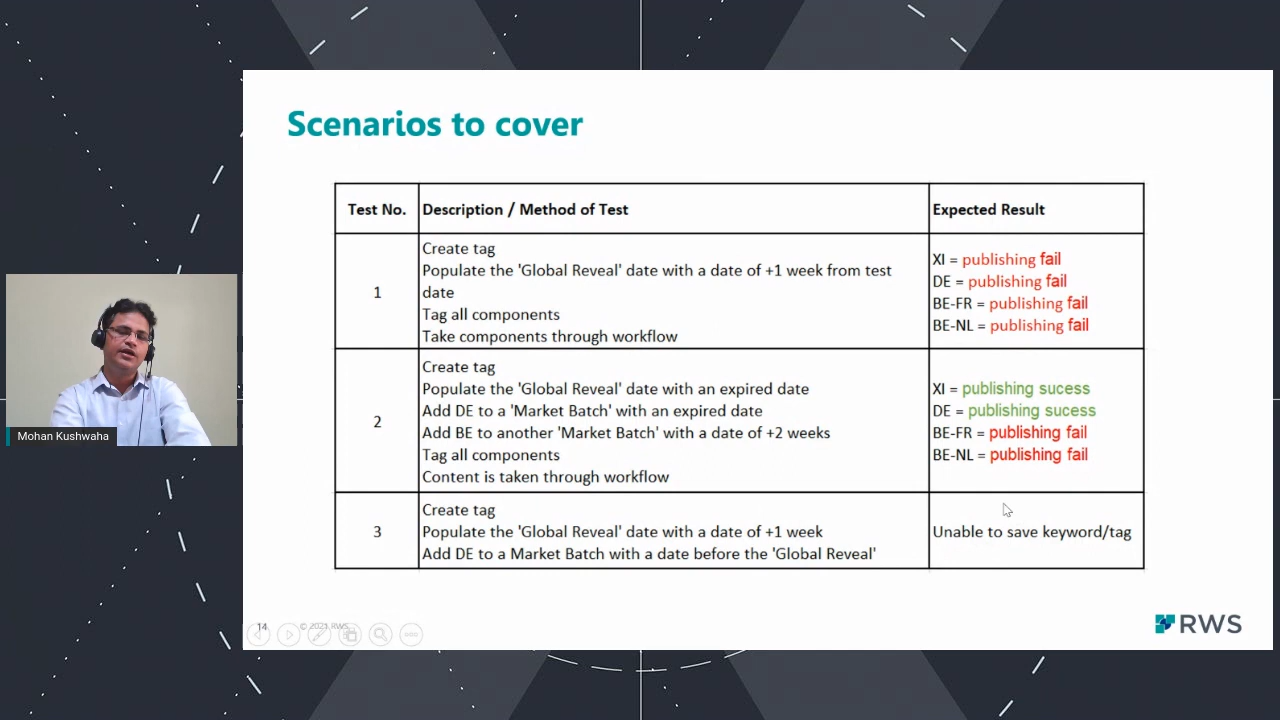 Scenarios to cover
Test No. Description / Method of Test Expected Result
1
Create tag
Populate the 'Global Reveal' date with a date of +1 week from test
date
Tag all components
Take components through workflow
XI = publishing fail
DE = publishing fail
BE-FR = publishing fail
BE-NL = publishing fail
2
Create tag
Populate the 'Global Reveal' date with an expired date
Add DE to a 'Market Batch' with an expired date
Add BE to another 'Market Batch' with a date of +2 weeks
Tag all components
Content is taken through workflow
XI = publishing sucess
DE = publishing sucess
BE-FR = publishing fail
BE-NL = publishing fail
3
Create tag
Populate the 'Global Reveal' date with a date of +1 week
Add DE to a Market Batch with a date before the 'Global Reveal'
Unable to save keyword/tag
Mohan Kushwaha
14 © 2021 RWS
RWS